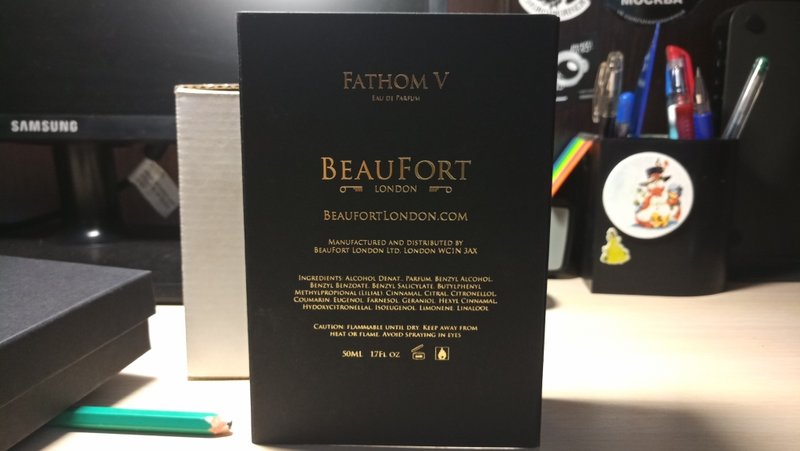 МОСКВА
SAMSUNG
FATHOM V
EAU DE PARFUM
BEAUFORT
LONDON
BEAUFORTLONDON.COM
MANUFACTURED AND DISTRIBUTED BY
BEAUFORT LONDON LTD. LONDON WC1N 3AX
INGREDIENTS: ALCOHOL DENAT., PARFUM, BENZYL ALCOHOL,
BENZYL BENZOATE, BENZYL SALICYLATE, BUTYLPHENYL
METHYLPROPIONAL (LILIAL) CINNAMAL, CITRAL, CITRONELLOL,
COUMARIN, EUGENOL, FARNESOL, GERANIOL, HEXYL CINNAMAL,
HYDOXYCITRONELLAL, ISOEUGENOL, LIMONENE, LINALOOL
CAUTION: FLAMMABLE UNTIL DRY. KEEP AWAY FROM
HEAT OR FLAME. AVOID SPRAYING IN EYES
50ML 17FL OZ